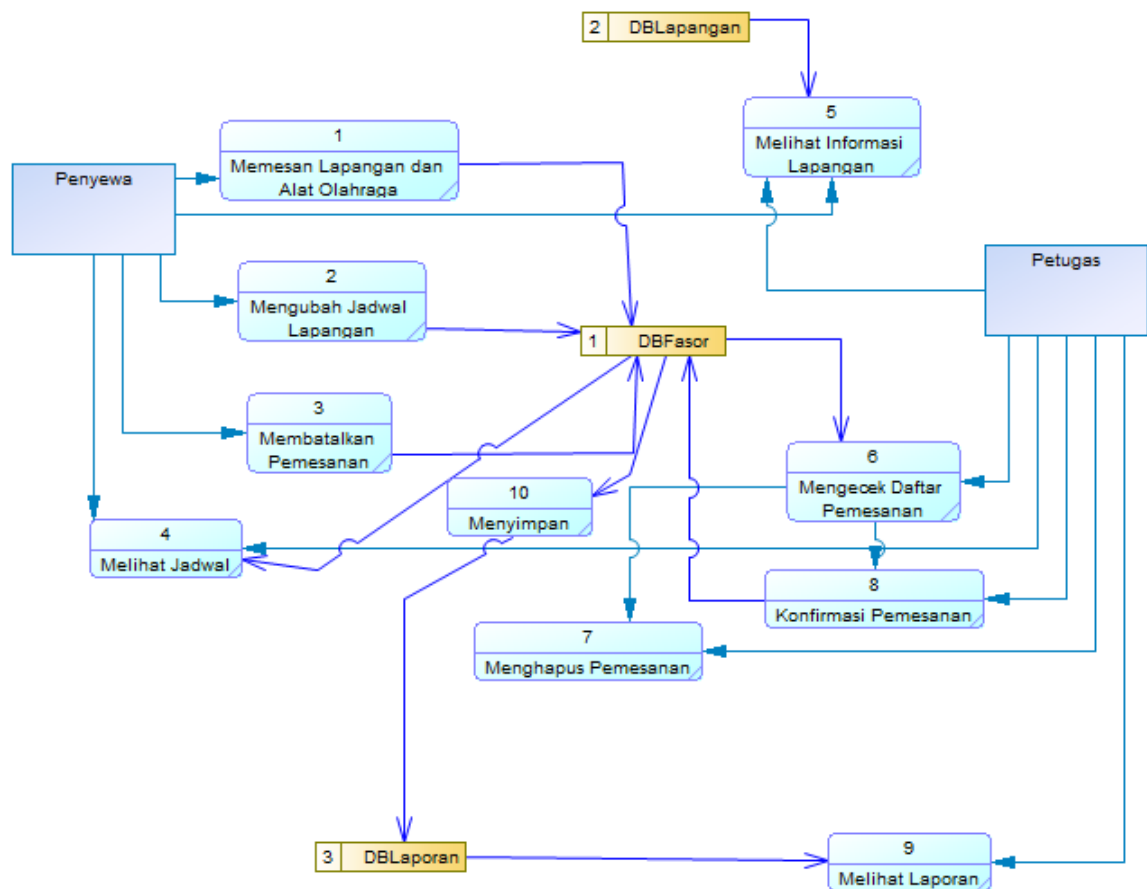 2 DBLapangan
5
Melihat Informasi
Lapangan
1
Memesan Lapangan dan
Alat Olahraga
Penyewa
Petugas
2
Mengubah Jadwal
Lapangan
1 DBFasor
3
Membatalkan
Pemesanan
6
Mengecek Daftar
Pemesanan
10
Menyimpan
4
Melihat Jadwal
8
Konfirmasi Pemesanan
7
Menghapus Pemesanan
3 DBLaporan
9
Melihat Laporan